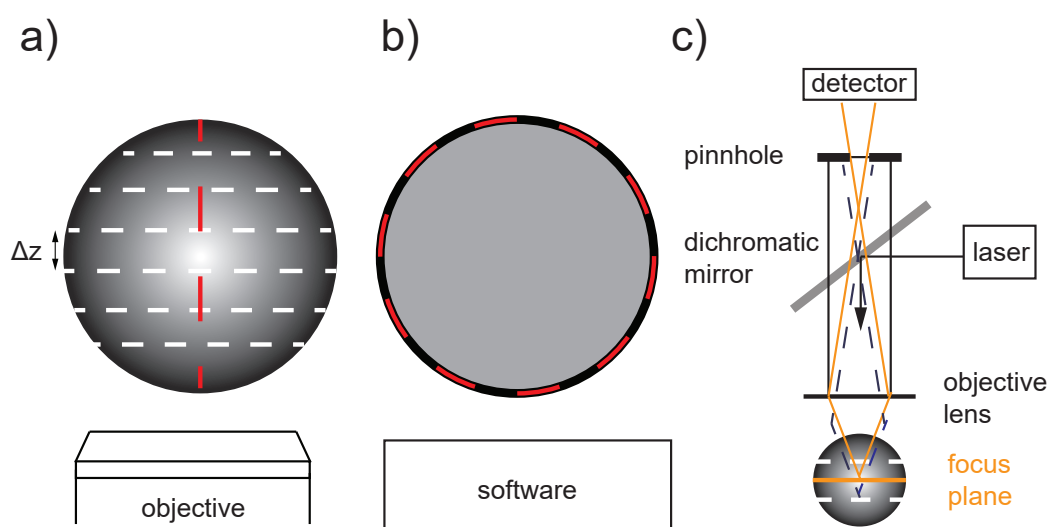 a)
b)
c)
detector
pinnhole
Δz
dichromatic
mirror
laser
objective
lens
objective
software
focus
plane